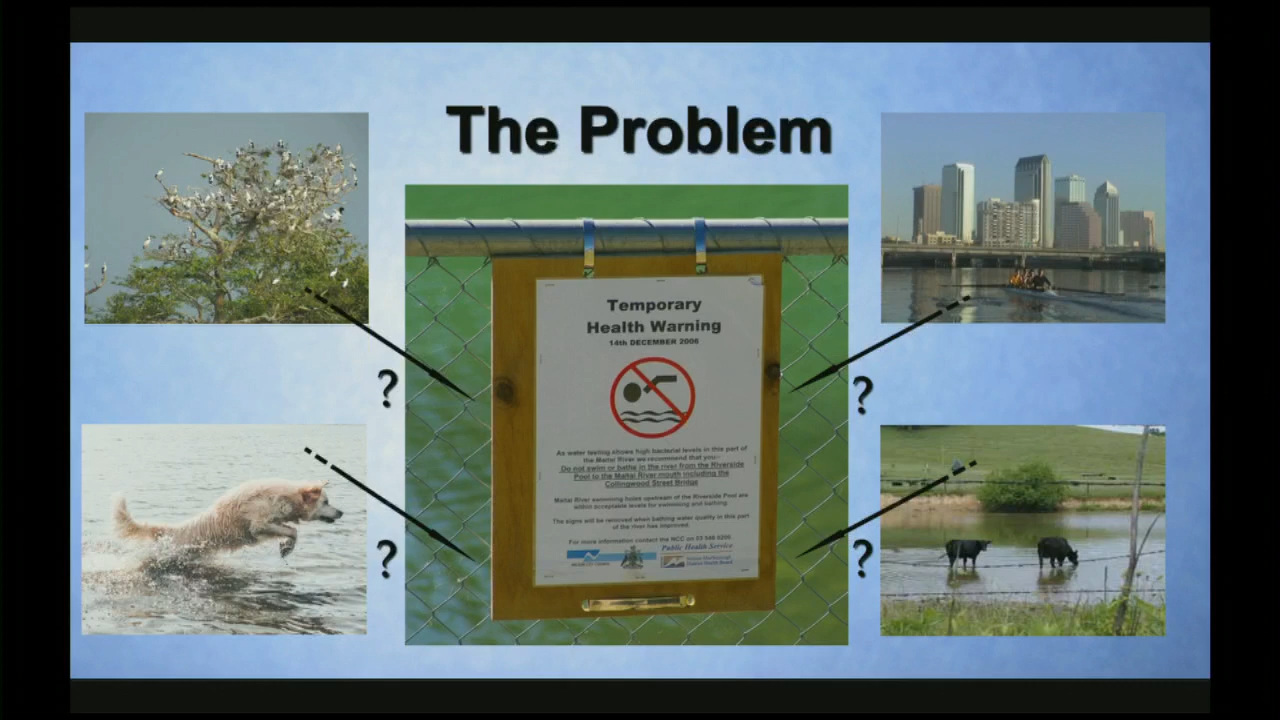 The Problem
Temporary
Health Warning
14th DECEMBER 2006
As water testing shows high bacterial levels in this part of
the Maitai River we recommend that you:-
Do not swim or bathe in the river from the Riverside
Pool to the Maitai River mouth including the
Collingwood Street Bridge
Maitai River swimming holes upstream of the Riverside Pool are
within acceptable levels for swimming and bathing.
The signs will be removed when bathing water quality in this part
of the river has improved.
For more information contact the NCC on 03 546 0200
Public Health Service
?
?
?
?